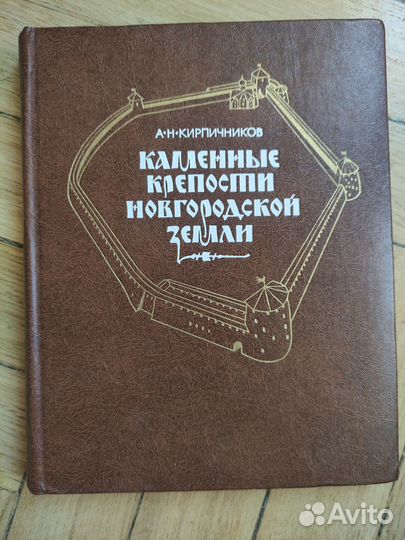 А·Н·КИРПИЧНИКОВ
КАМЕННЫЕ
КРЕПОСТИ
НОВГОРОДСКОЙ
ЗЕМЛИ
Avito